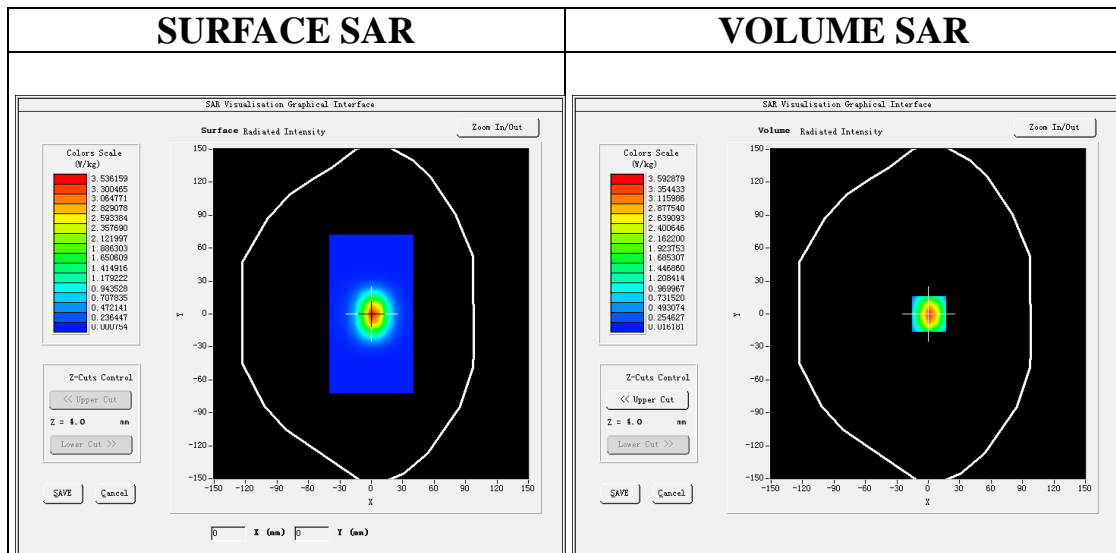 SURFACE SAR
SAR Visualisation Graphical Interface
Surface Radiated Intensity
Zoom In/Out
Colors Scale
(W/kg)
3.536159
3.300465
3.064771
2.829078
2.593384
2.357690
2.121997
1.886303
1.650609
1.414916
1.179222
0.943528
0.707835
0.472141
0.236447
0.000754
Z-Cuts Control
<< Upper Cut
Z = 4.0 mm
Lower Cut >>
SAVE Cancel
150
120
90
60
30
0
-30
-60
-90
-120
-150
Y
-150 -120 -90 -60 -30 0 30 60 90 120 150
X
0 X (mm) 0 Y (mm)
VOLUME SAR
SAR Visualisation Graphical Interface
Volume Radiated Intensity
Zoom In/Out
Colors Scale
(W/kg)
3.592879
3.354433
3.115986
2.877540
2.639093
2.400646
2.162200
1.923753
1.685307
1.446860
1.208414
0.969967
0.731520
0.493074
0.254627
0.016181
Z-Cuts Control
<< Upper Cut
Z = 4.0 mm
Lower Cut >>
SAVE Cancel
150
120
90
60
30
0
-30
-60
-90
-120
-150
Y
-150 -120 -90 -60 -30 0 30 60 90 120 150
X